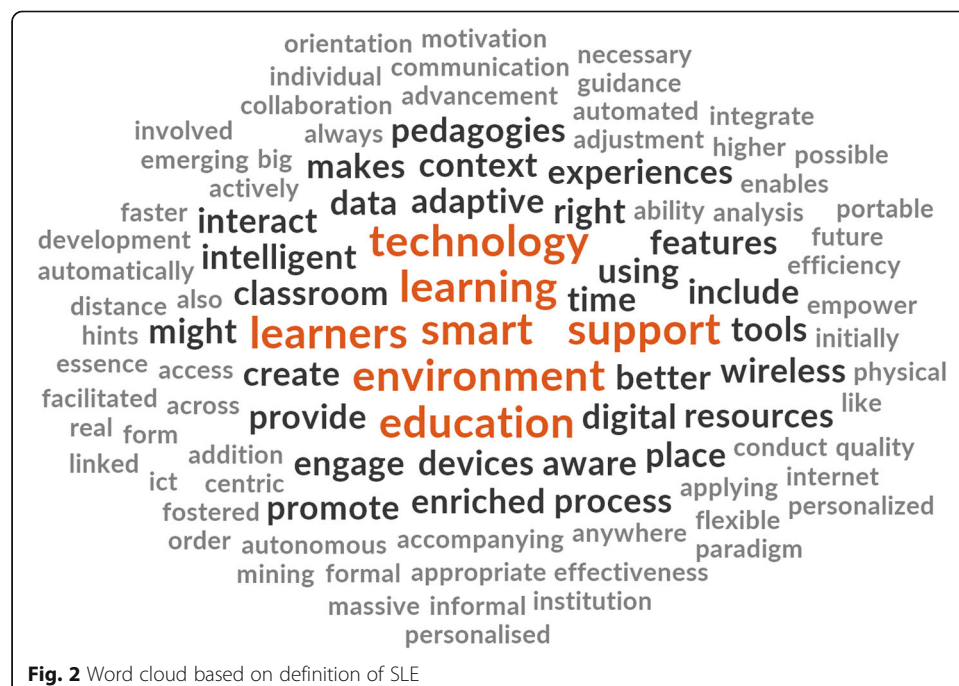 orientation motivation necessary
individual communication guidance
collaboration advancement automated integrate
involved always pedagogies adjustment higher possible
emerging big makes context experiences enables
actively data adaptive right ability analysis portable
faster interact technology features future
development intelligent using efficiency
automatically classroom learning time include empower
distance also
hints might learners smart support tools initially
essence access create environment better wireless physical
facilitated across provide education digital resources like
real form
linked addition engage devices aware place conduct quality
ict centric applying internet
fostered promote enriched process flexible personalized
order autonomous accompanying anywhere paradigm
mining formal appropriate effectiveness
massive informal institution
personalised
Fig. 2 Word cloud based on definition of SLE